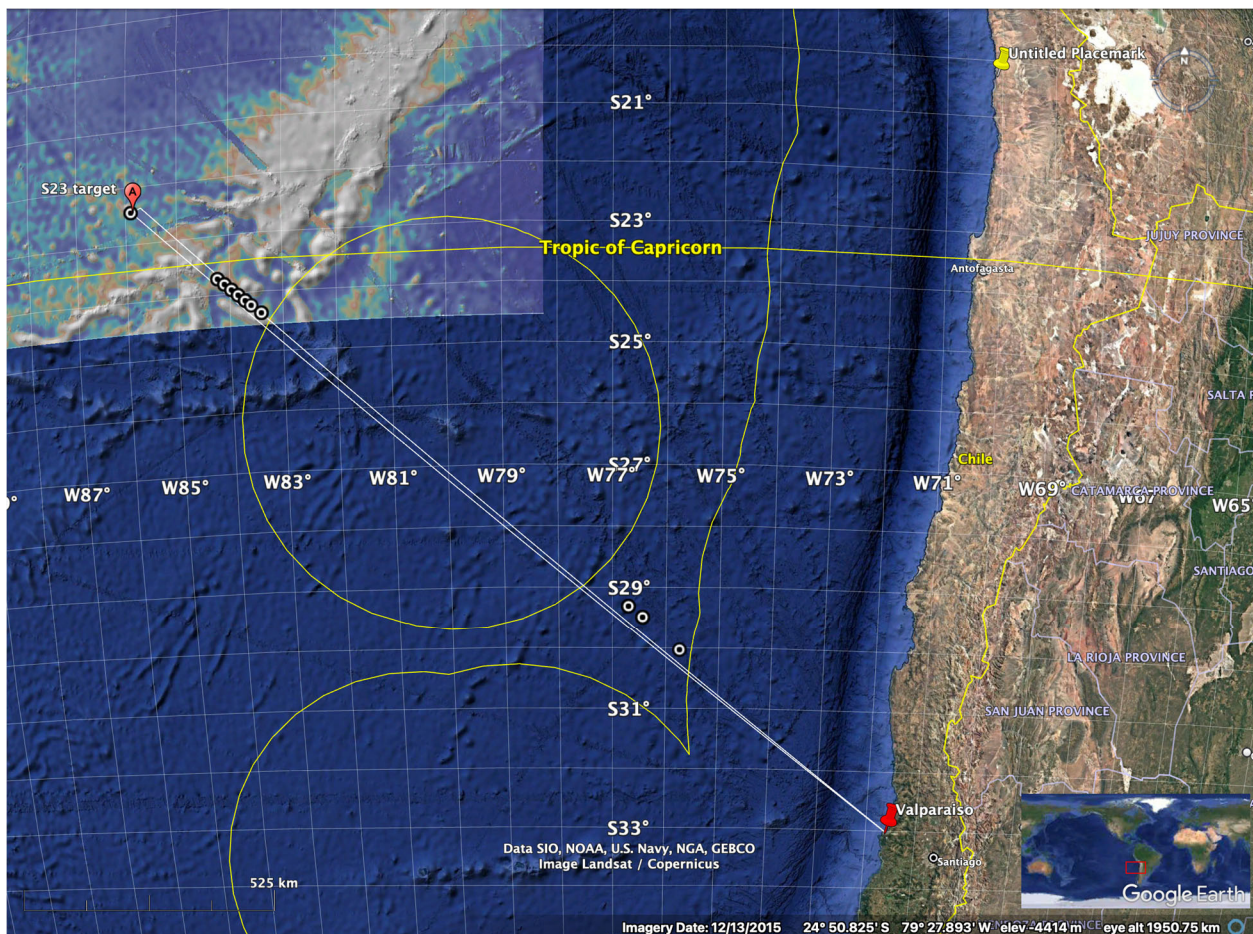 Untitled Placemark
N
S21°
S23 target
A
S23°
Tropic of Capricorn
JUJUY PROVINCE
Antofagasta
S25°
SALTA
S27°
Chile
W87°
W85°
W83°
W81°
W79°
W77°
W75°
W73°
W71°
W69°
W67°
W65°
CATAMARCA PROVINCE
SANTIAGO
S29°
LA RIOJA PROVINCE
S31°
SAN JUAN PROVINCE
Valparaiso
S33°
Data SIO, NOAA, U.S. Navy, NGA, GEBCO
Image Landsat / Copernicus
Santiago
525 km
Google Earth
Imagery Date: 12/13/2015 24° 50.825' S 79° 27.893' W elev -4414 m eye alt 1950.75 km